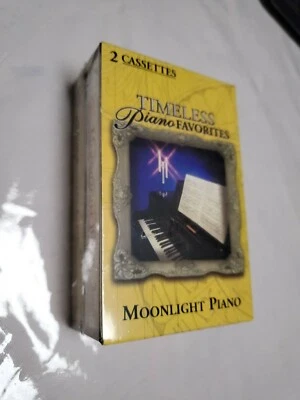 2 CASSETTES
TIMELESS
Piano FAVORITES
MOONLIGHT PIANO